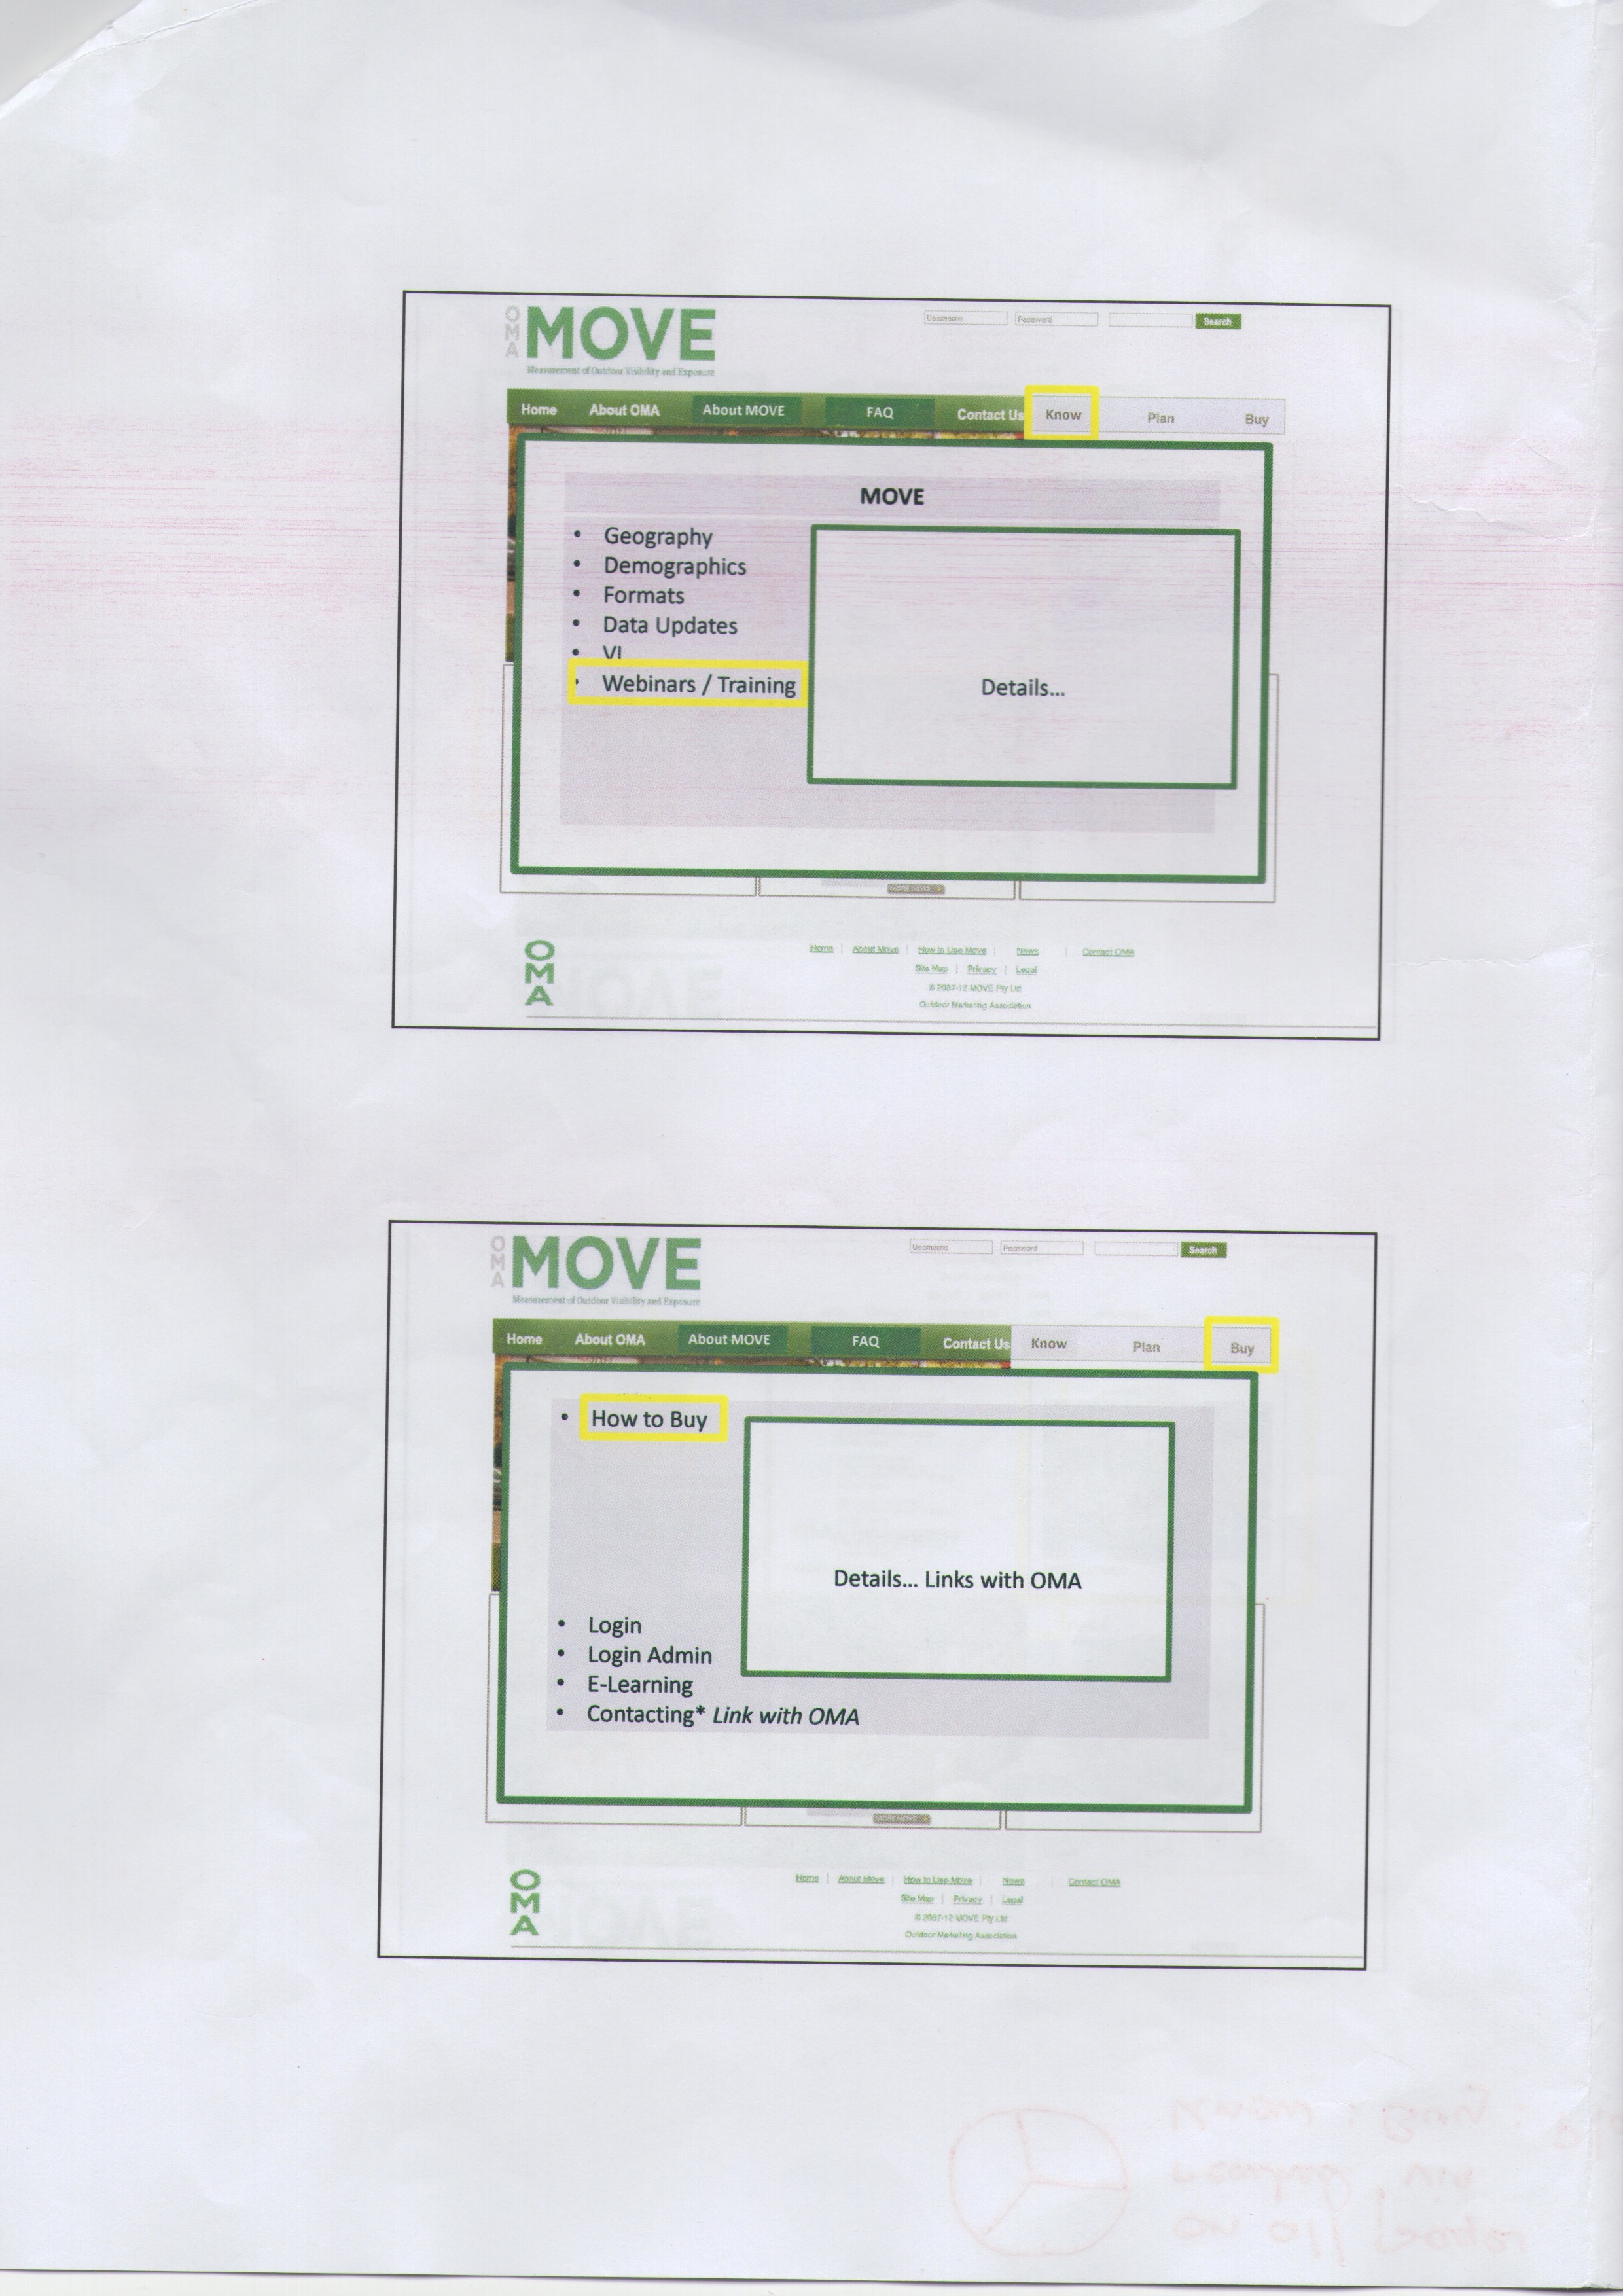 OMA MOVE
Username Password Search
Measurement of Outdoor Visibility and Exposure
Home About OMA About MOVE FAQ Contact Us Know Plan Buy
MOVE
• Geography
• Demographics
• Formats
• Data Updates
• VI
• Webinars / Training
Details...
MORE NEWS
OMA
Home | About Move | How to Use Move | News | Contact OMA
Site Map | Privacy | Legal
© 2007-12 MOVE Pty Ltd
Outdoor Marketing Association
OMA MOVE
Username Password Search
Measurement of Outdoor Visibility and Exposure
Home About OMA About MOVE FAQ Contact Us Know Plan Buy
• How to Buy
Details... Links with OMA
• Login
• Login Admin
• E-Learning
• Contacting* Link with OMA
MORE NEWS
OMA
Home | About Move | How to Use Move | News | Contact OMA
Site Map | Privacy | Legal
© 2007-12 MOVE Pty Ltd
Outdoor Marketing Association